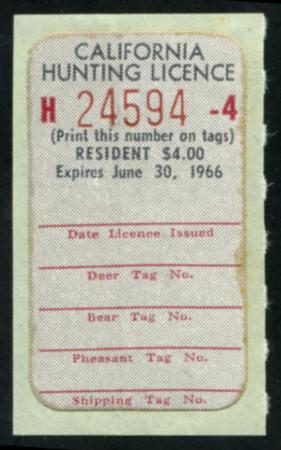 CALIFORNIA
HUNTING LICENCE
H 24594 -4
(Print this number on tags)
RESIDENT $4.00
Expires June 30, 1966
Date Licence Issued
Deer Tag No.
Bear Tag No.
Pheasant Tag No.
Shipping Tag No.